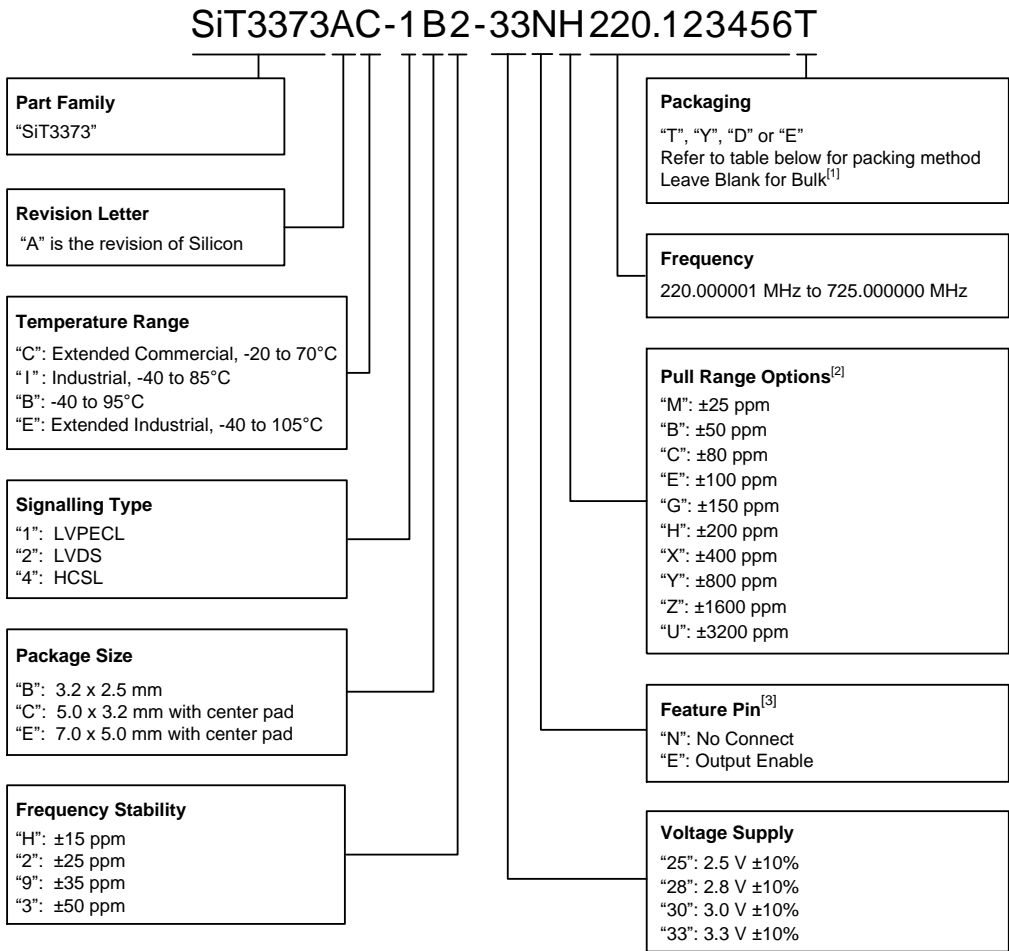 SiT3373AC-1B2-33NH220.123456T
Part Family
“SiT3373”
Revision Letter
“A” is the revision of Silicon
Temperature Range
“C”: Extended Commercial, -20 to 70°C
“I”: Industrial, -40 to 85°C
“B”: -40 to 95°C
“E”: Extended Industrial, -40 to 105°C
Signalling Type
“1”: LVPECL
“2”: LVDS
“4”: HCSL
Package Size
“B”: 3.2 x 2.5 mm
“C”: 5.0 x 3.2 mm with center pad
“E”: 7.0 x 5.0 mm with center pad
Frequency Stability
“H”: ±15 ppm
“2”: ±25 ppm
“9”: ±35 ppm
“3”: ±50 ppm
Packaging
“T”, “Y”, “D” or “E”
Refer to table below for packing method
Leave Blank for Bulk[1]
Frequency
220.000001 MHz to 725.000000 MHz
Pull Range Options[2]
“M”: ±25 ppm
“B”: ±50 ppm
“C”: ±80 ppm
“E”: ±100 ppm
“G”: ±150 ppm
“H”: ±200 ppm
“X”: ±400 ppm
“Y”: ±800 ppm
“Z”: ±1600 ppm
“U”: ±3200 ppm
Feature Pin[3]
“N”: No Connect
“E”: Output Enable
Voltage Supply
“25”: 2.5 V ±10%
“28”: 2.8 V ±10%
“30”: 3.0 V ±10%
“33”: 3.3 V ±10%